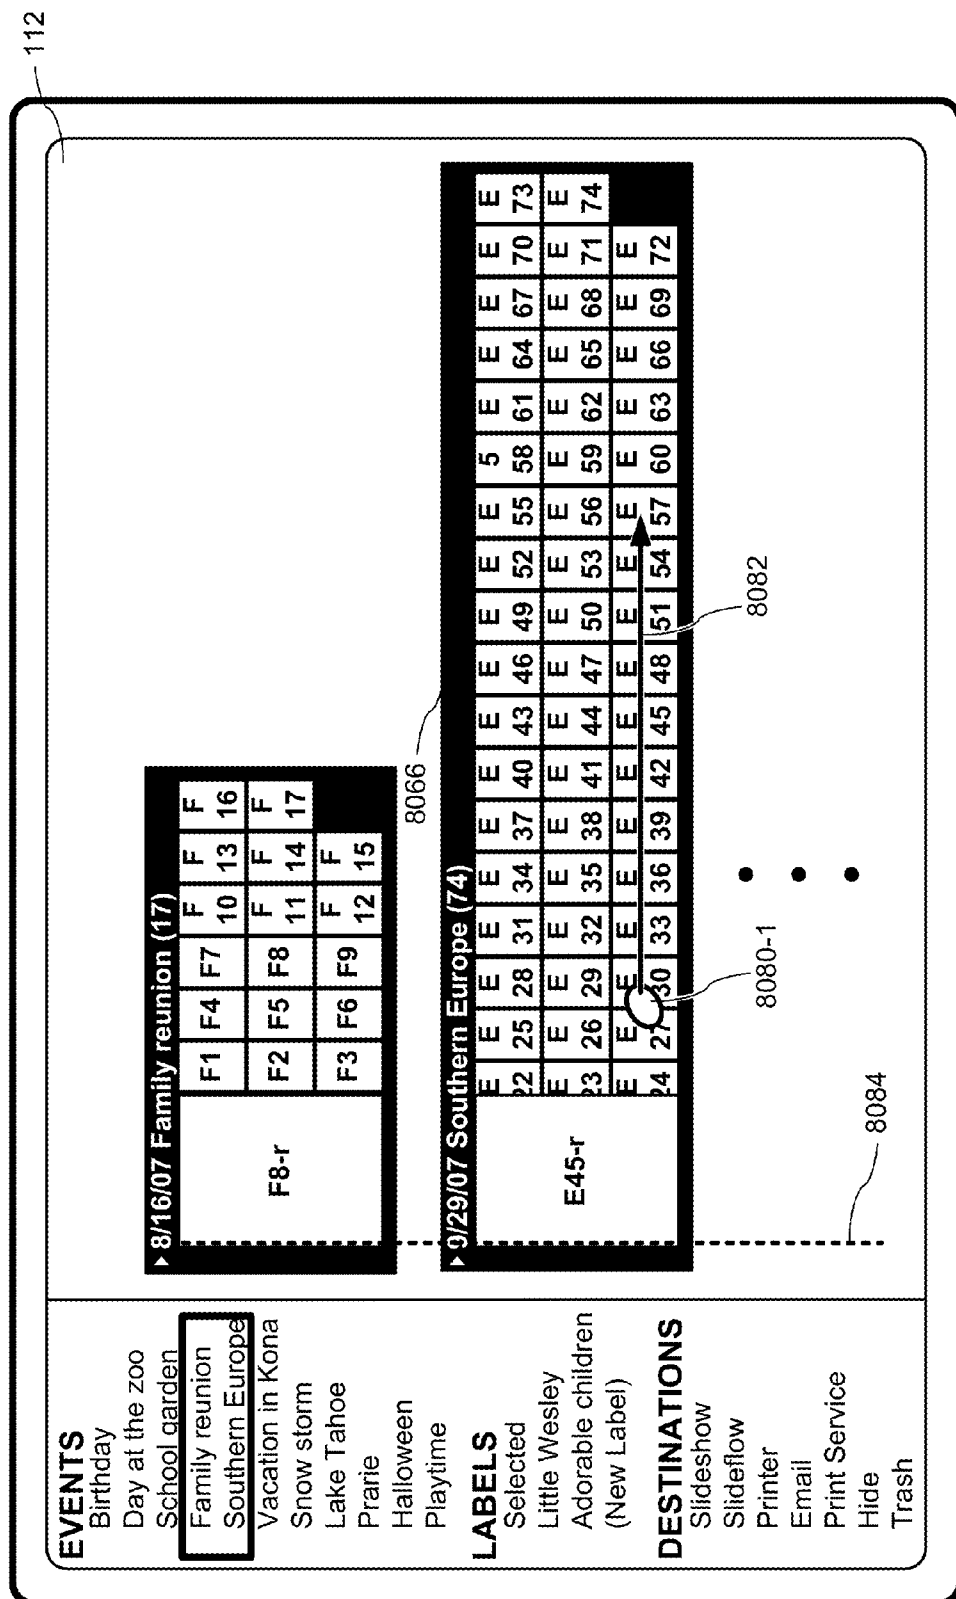 112
EVENTS
Birthday
Day at the zoo
School garden
Family reunion
Southern Europe
Vacation in Kona
Snow storm
Lake Tahoe
Prarie
Halloween
Playtime
LABELS
Selected
Little Wesley
Adorable children
(New Label)
DESTINATIONS
Slideshow
Slideflow
Printer
Email
Print Service
Hide
Trash
8/16/07 Family reunion (17)
F8-r
F1 F4 F7 F 10 F 13 F 16
F2 F5 F8 F 11 F 14 F 17
F3 F6 F9 F 12 F 15
8066
9/29/07 Southern Europe (74)
E45-r
E E E E E E E E E E E E 5 E E E E E
22 25 28 31 34 37 40 43 46 49 52 55 58 61 64 67 70 73
E E E E E E E E E E E E E E E E E E
23 26 29 32 35 38 41 44 47 50 53 56 59 62 65 68 71 74
E E E E E E E E E E E E E E E E E
24 27 30 33 36 39 42 45 48 51 54 57 60 63 66 69 72
8084
8080-1
8082